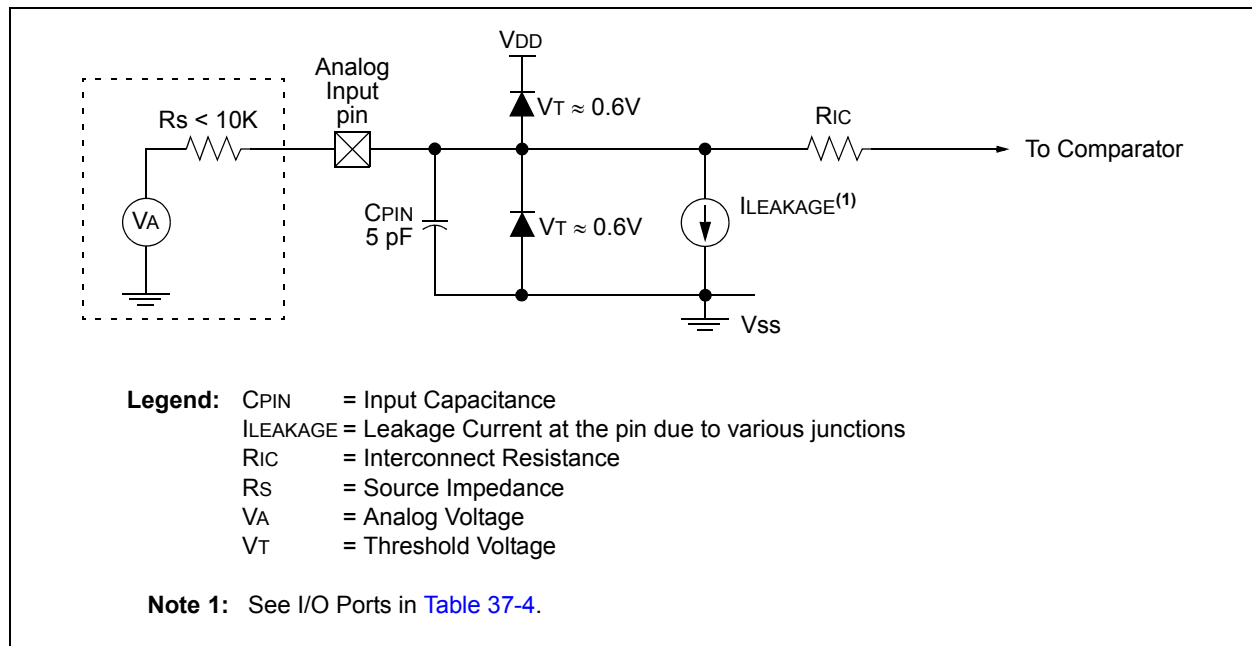 VDD
Analog
Input
pin
VT ≈ 0.6V
Rs < 10K
RIC
To Comparator
VA
CPIN
5 pF
VT ≈ 0.6V
ILEAKAGE(1)
Vss
Legend: CPIN = Input Capacitance
ILEAKAGE = Leakage Current at the pin due to various junctions
RIC = Interconnect Resistance
RS = Source Impedance
VA = Analog Voltage
VT = Threshold Voltage
Note 1: See I/O Ports in Table 37-4.